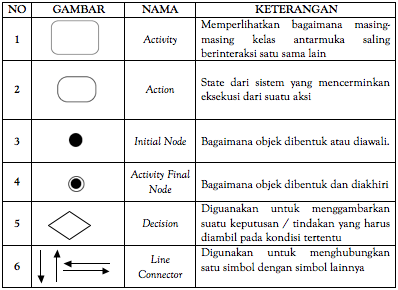 NO GAMBAR NAMA KETERANGAN
1 Activity Memperlihatkan bagaimana masing-
masing kelas antarmuka saling
berinteraksi satu sama lain
2 Action State dari sistem yang mencerminkan
eksekusi dari suatu aksi
3 Initial Node Bagaimana objek dibentuk atau diawali.
4 Activity Final
Node Bagaimana objek dibentuk dan diakhiri
5 Decision Diguanakan untuk menggambarkan
suatu keputusan / tindakan yang harus
diambil pada kondisi tertentu
6 Line
Connector Digunakan untuk menghubungkan
satu simbol dengan simbol lainnya